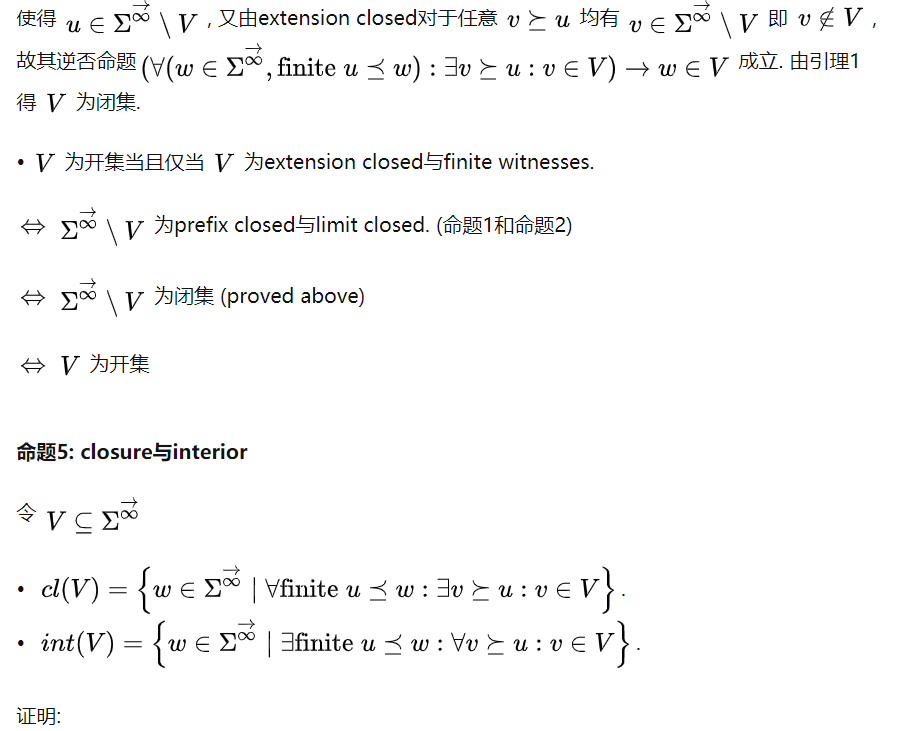 使得 $u \in \Sigma^{\overrightarrow{\infty}} \setminus V$ , 又由extension closed对于任意 $v \succeq u$ 均有 $v \in \Sigma^{\overrightarrow{\infty}} \setminus V$ 即 $v \notin V$ ,
故其逆否命题 $(\forall(w \in \Sigma^{\overrightarrow{\infty}}, \text{finite } u \preceq w) : \exists v \succeq u : v \in V) \to w \in V$ 成立. 由引理1
得 $V$ 为闭集.
• $V$ 为开集当且仅当 $V$ 为extension closed与finite witnesses.
$\Leftrightarrow$ $\Sigma^{\overrightarrow{\infty}} \setminus V$ 为prefix closed与limit closed. (命题1和命题2)
$\Leftrightarrow$ $\Sigma^{\overrightarrow{\infty}} \setminus V$ 为闭集 (proved above)
$\Leftrightarrow$ $V$ 为开集
命题5: closure与interior
令 $V \subseteq \Sigma^{\overrightarrow{\infty}}$
• $cl(V) = \left\{ w \in \Sigma^{\overrightarrow{\infty}} \mid \forall \text{finite } u \preceq w : \exists v \succeq u : v \in V \right\}$ .
• $int(V) = \left\{ w \in \Sigma^{\overrightarrow{\infty}} \mid \exists \text{finite } u \preceq w : \forall v \succeq u : v \in V \right\}$ .
证明: